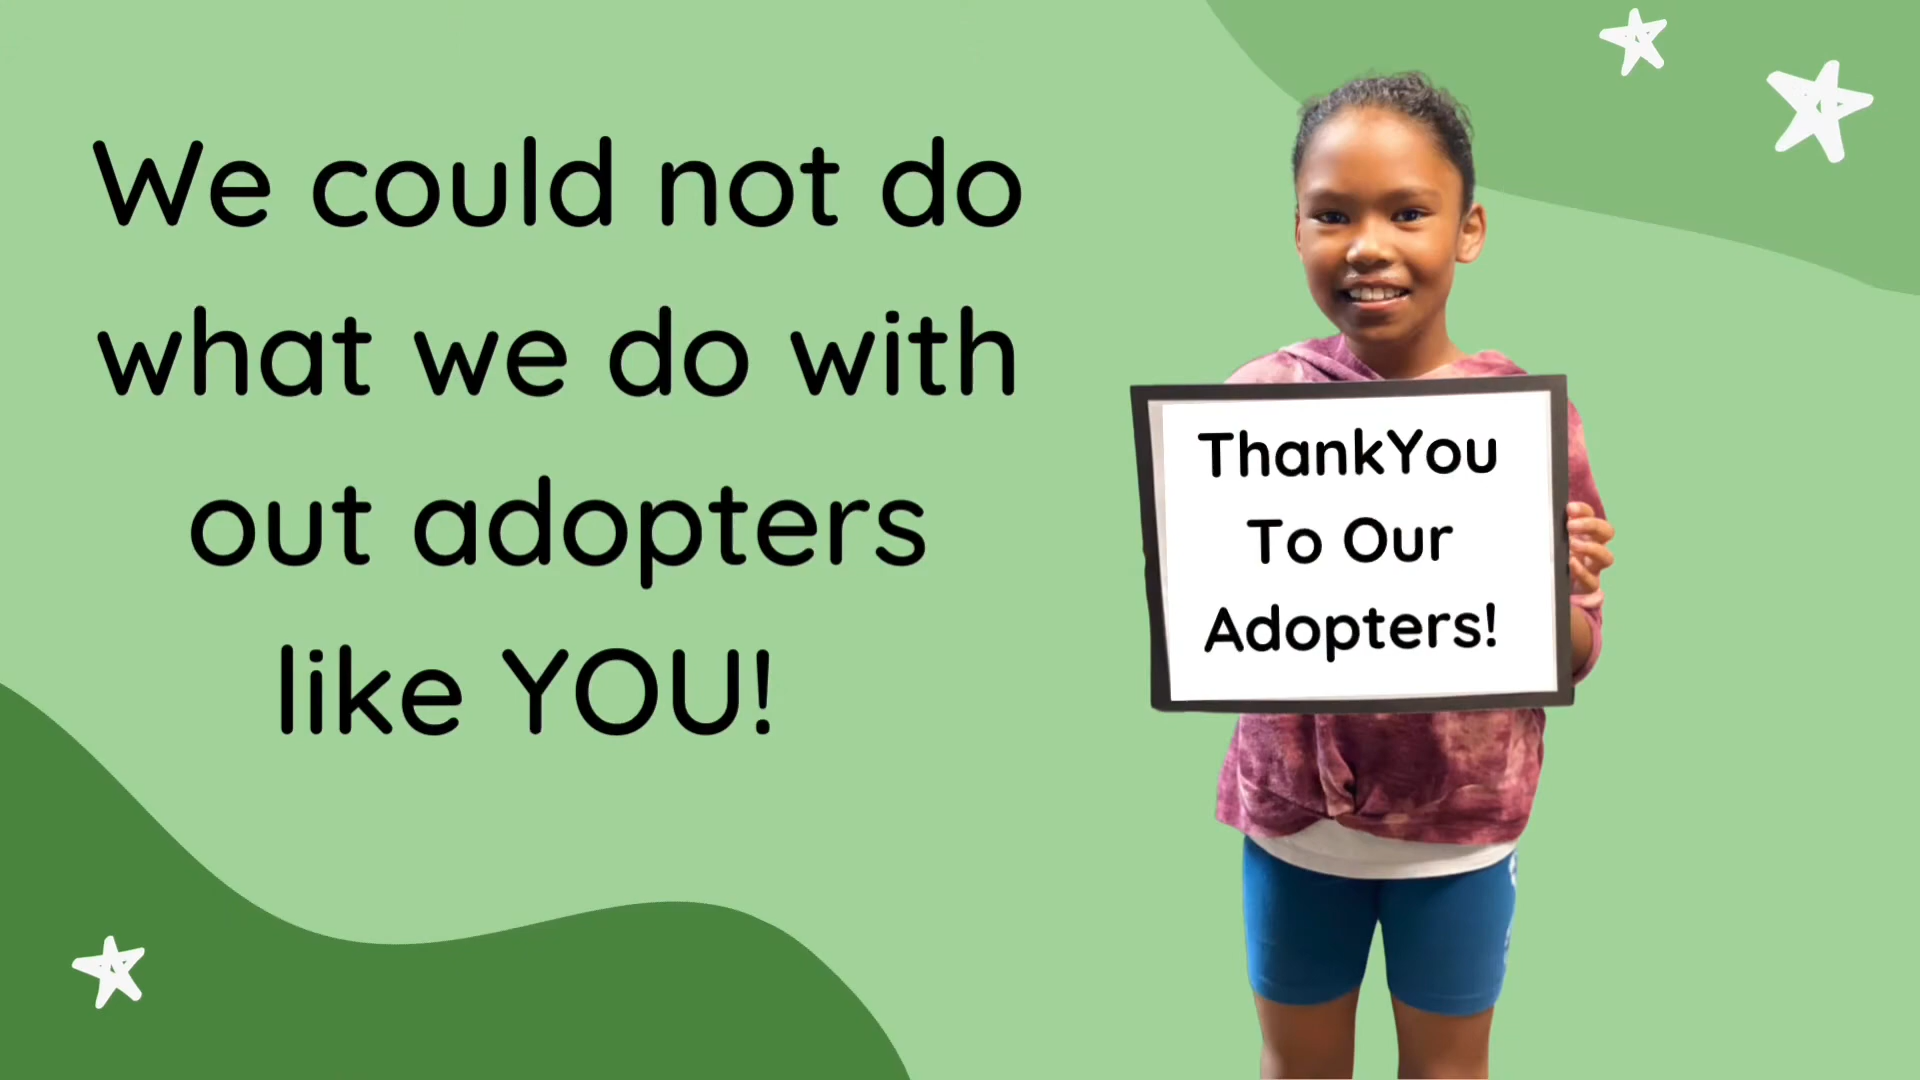 We could not do
what we do with
out adopters
like YOU!
ThankYou
To Our
Adopters!